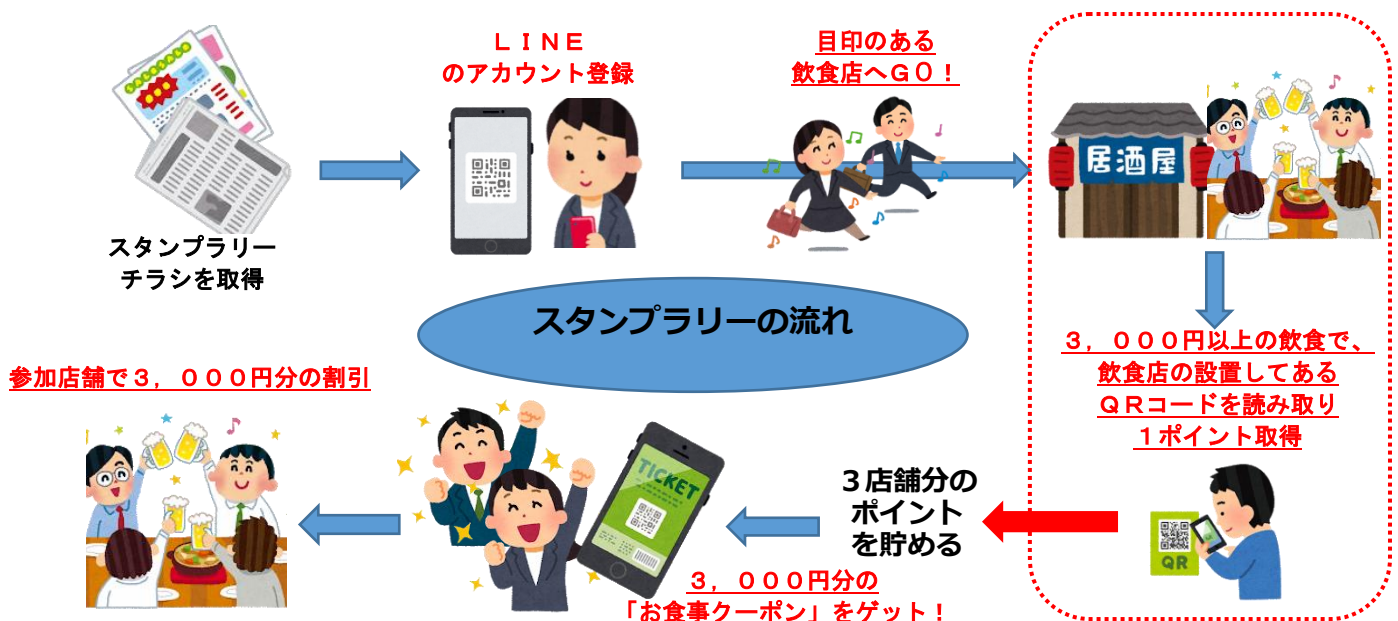 スタンプラリー
チラシを取得
ＬＩＮＥ
のアカウント登録
目印のある
飲食店へＧＯ！
居酒屋
３，０００円以上の飲食で、
飲食店の設置してある
ＱＲコードを読み取り
１ポイント取得
QR
３店舗分の
ポイント
を貯める
TICKET
３，０００円分の
「お食事クーポン」をゲット！
参加店舗で３，０００円分の割引
スタンプラリーの流れ